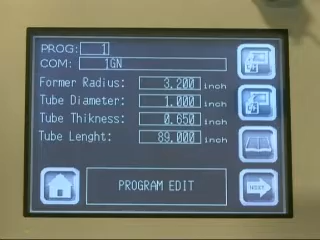 PROG: 1
COM: 1GN
Former Radius: 3.200 inch
Tube Diameter: 1.000 inch
Tube Thikness: 0.650 inch
Tube Lenght: 89.000 inch
PROGRAM EDIT
NEXT